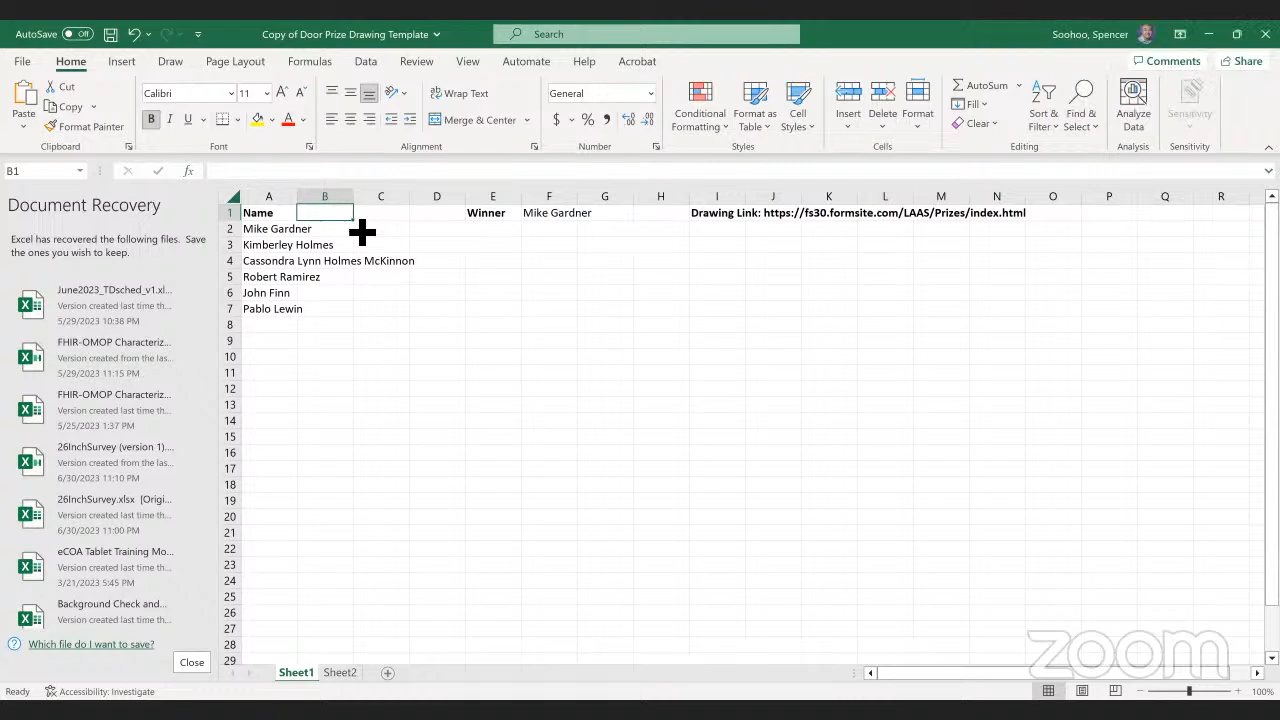 AutoSave Off Copy of Door Prize Drawing Template Search Soohoo, Spencer
File Home Insert Draw Page Layout Formulas Data Review View Automate Help Acrobat Comments Share
Paste Cut Copy Format Painter
Calibri 11 A A
B I U A
Wrap Text
Merge & Center
General
$ % 9
Conditional Formatting Format as Table Cell Styles
Insert Delete Format
AutoSum Fill Clear
Sort & Filter Find & Select
Analyze Data
Sensitivity
Clipboard Font Alignment Number Styles Cells Editing Analysis Sensitivity
B1 fx
Document Recovery
Excel has recovered the following files. Save
the ones you wish to keep.
June2023_TDsched_v1.xl...
Version created last time th...
5/29/2023 10:38 PM
FHIR-OMOP Characteriz...
Version created from the las...
5/29/2023 11:15 PM
FHIR-OMOP Characteriz...
Version created last time th...
5/25/2023 1:37 PM
26InchSurvey (version 1)....
Version created from the las...
6/30/2023 11:10 PM
26InchSurvey.xlsx [Origi...
Version created last time th...
6/30/2023 11:00 PM
eCOA Tablet Training Mo...
Version created last time th...
3/21/2023 5:45 PM
Background Check and...
Version created last time th...
Which file do I want to save?
Close
A B C D E F G H I J K L M N O P Q R
1 Name Winner Mike Gardner Drawing Link: https://fs30.formsite.com/LAAS/Prizes/index.html
2 Mike Gardner
3 Kimberley Holmes
4 Cassondra Lynn Holmes McKinnon
5 Robert Ramirez
6 John Finn
7 Pablo Lewin
8
9
10
11
12
13
14
15
16
17
18
19
20
21
22
23
24
25
26
27
28
29
Sheet1 Sheet2
Ready Accessibility: Investigate 100%
zoom